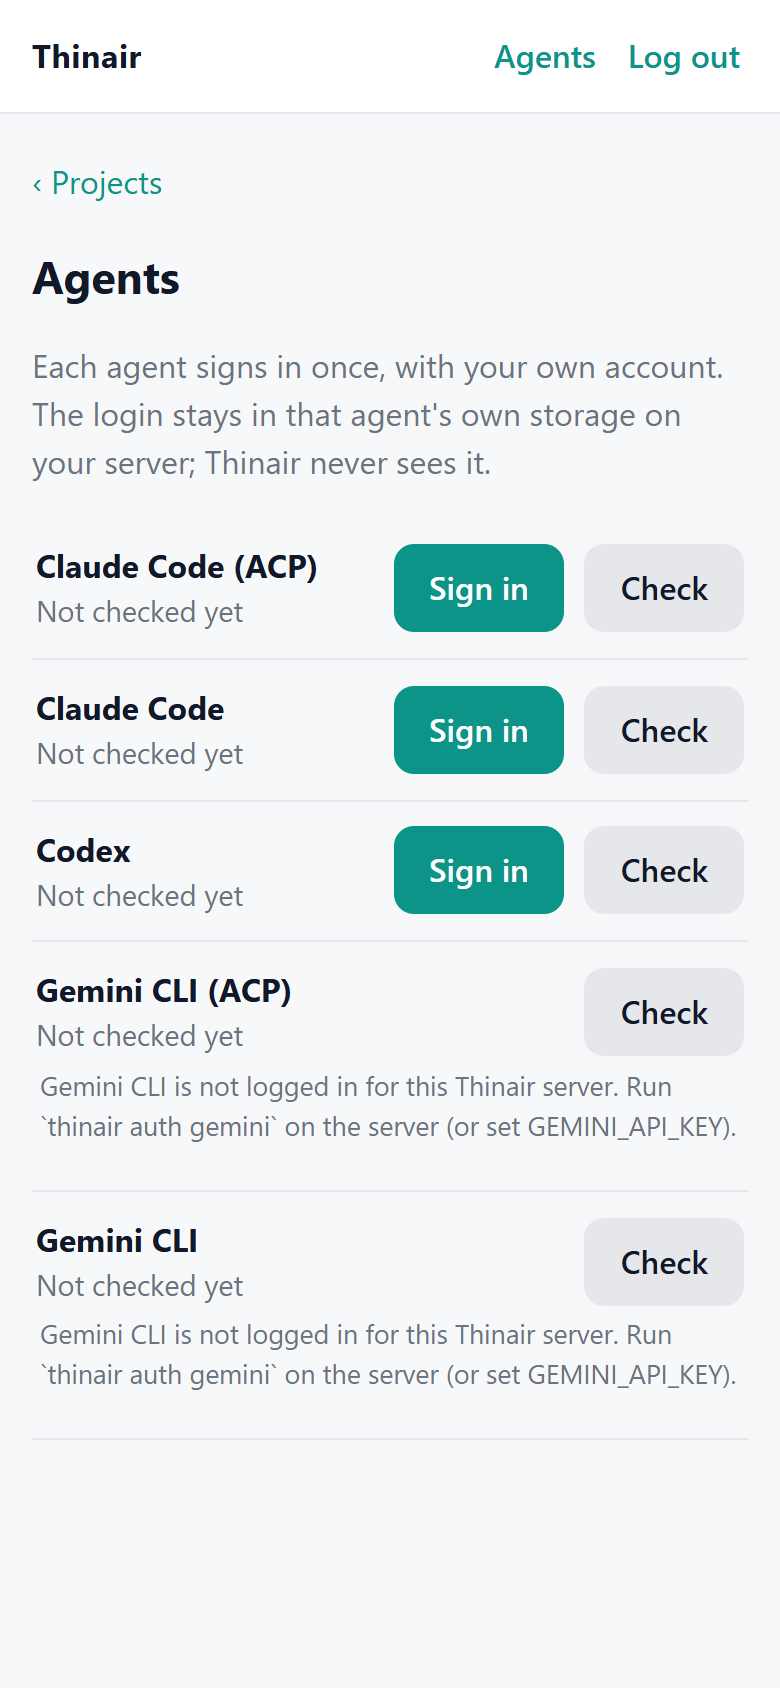 Thinair
Agents
Log out
‹ Projects
Agents
Each agent signs in once, with your own account.
The login stays in that agent's own storage on
your server; Thinair never sees it.
Claude Code (ACP)
Not checked yet
Sign in
Check
Claude Code
Not checked yet
Sign in
Check
Codex
Not checked yet
Sign in
Check
Gemini CLI (ACP)
Not checked yet
Check
Gemini CLI is not logged in for this Thinair server. Run
`thinair auth gemini` on the server (or set GEMINI_API_KEY).
Gemini CLI
Not checked yet
Check
Gemini CLI is not logged in for this Thinair server. Run
`thinair auth gemini` on the server (or set GEMINI_API_KEY).